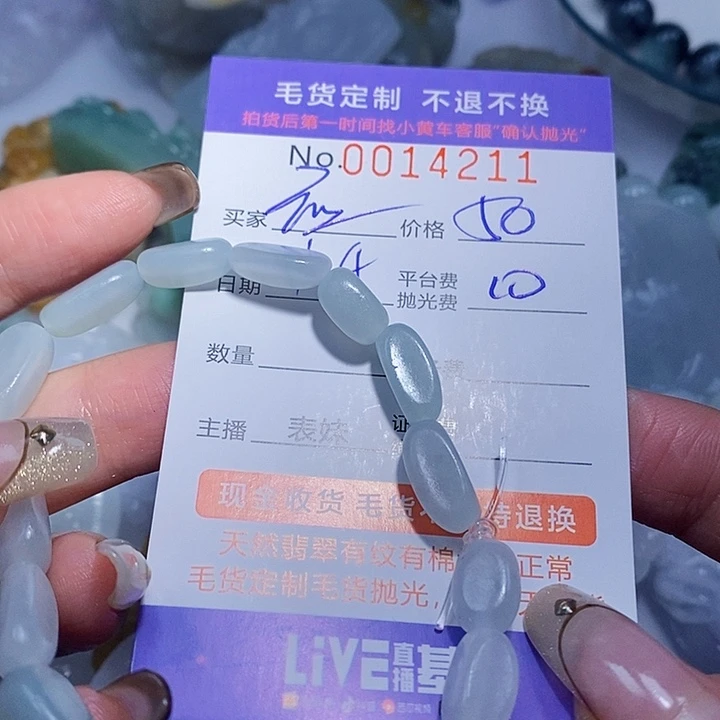 毛货定制 不退不换
拍货后第一时间找小黄车客服“确认抛光”
No.0014211
买家 价格 50
日期 平台费 抛光费 10
数量
主播 表妹 证
现金收货 毛货 待退换
天然翡翠有纹有棉 正常
毛货定制毛货抛光,
LiVE直播基